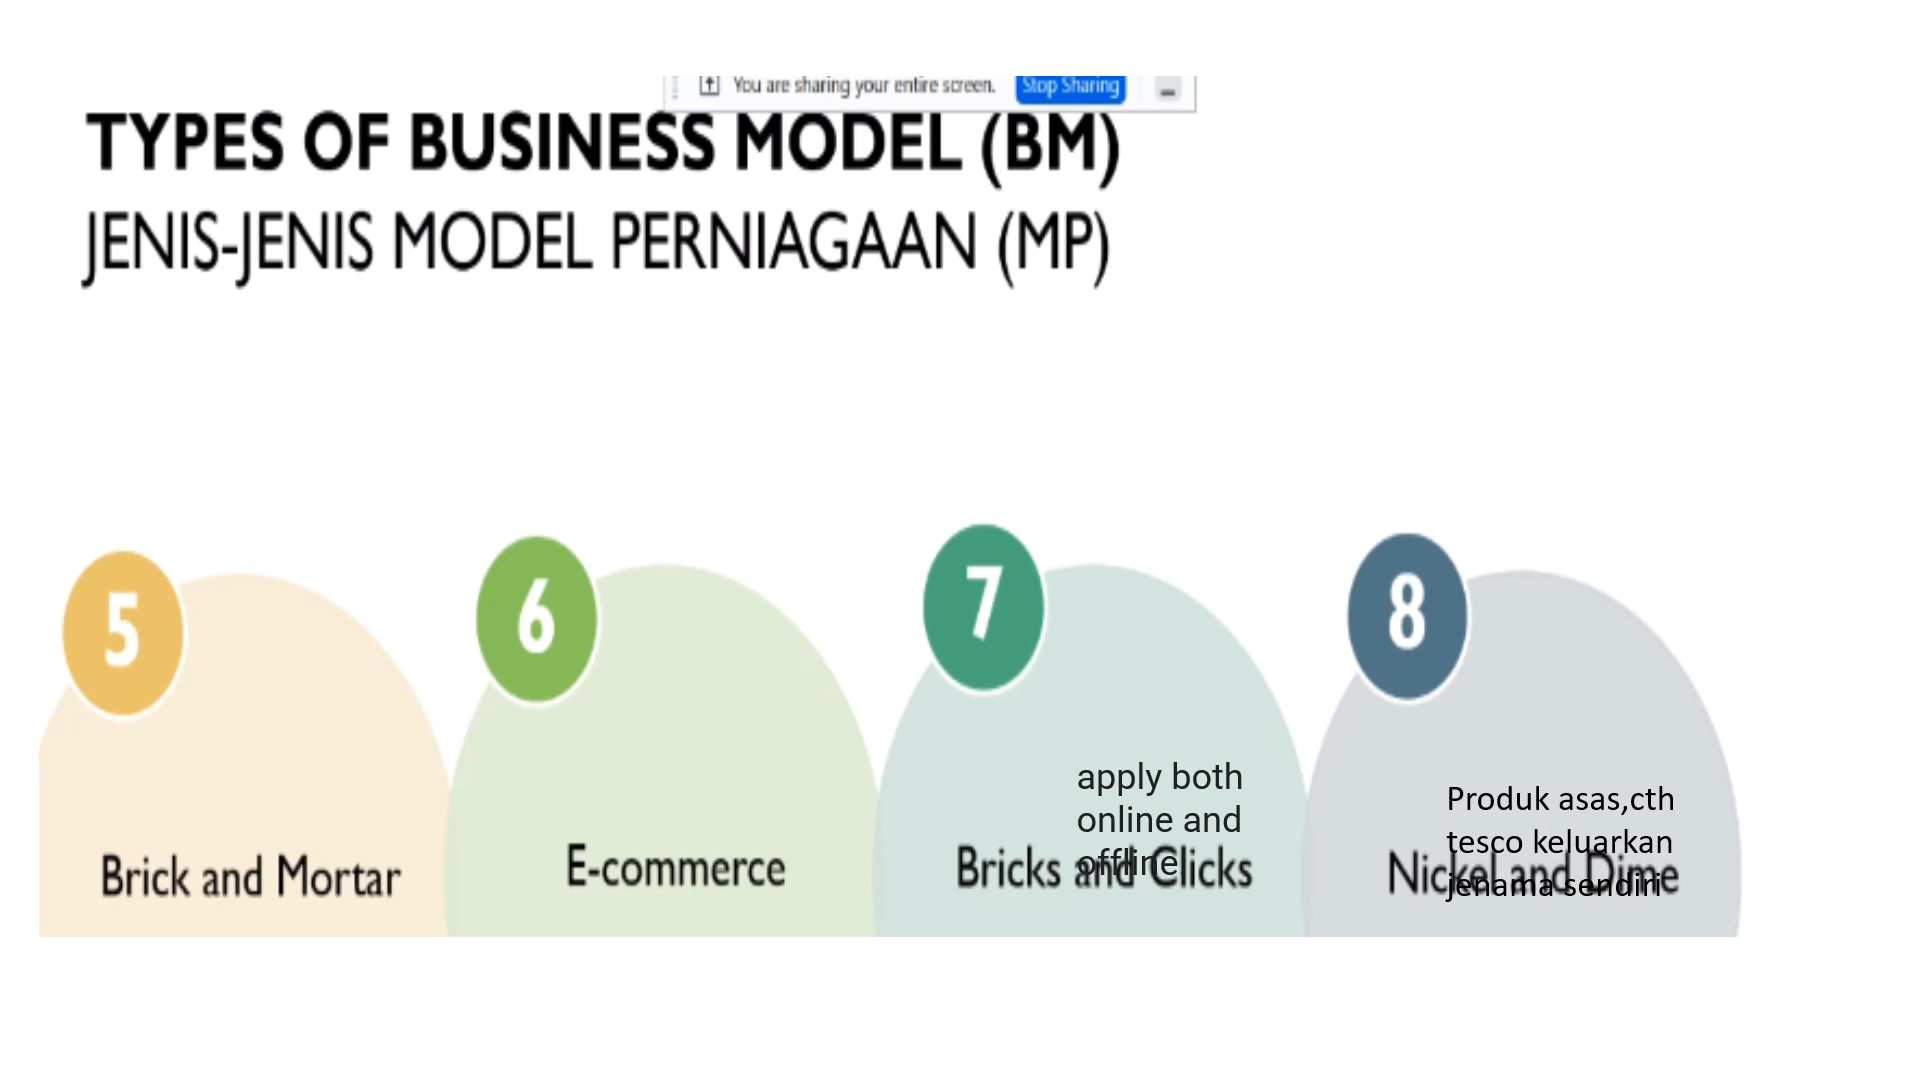 You are sharing your entire screen. Stop Sharing
TYPES OF BUSINESS MODEL (BM)
JENIS-JENIS MODEL PERNIAGAAN (MP)
5
Brick and Mortar
6
E-commerce
7
apply both
online and
offline
Bricks and Clicks
8
Produk asas,cth
tesco keluarkan
jenama sendiri
Nickel and Dime